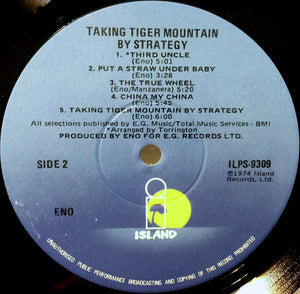 TAKING TIGER MOUNTAIN
BY STRATEGY
1. *THIRD UNCLE
(Eno) 5:01
2. PUT A STRAW UNDER BABY
(Eno) 3:28
3. THE TRUE WHEEL
(Eno/Manzanera) 5:20
4. CHINA MY CHINA
(Eno) 5:45
5. TAKING TIGER MOUNTAIN BY STRATEGY
(Eno) 6:00
All selections published by E.G. Music/Total Music Services - BMI
*Arranged by Torrington
PRODUCED BY ENO FOR E.G. RECORDS LTD.
SIDE 2
ILPS-9309
℗1974 Island
Records, Ltd.
ENO
ISLAND
UNAUTHORISED PUBLIC PERFORMANCE BROADCASTING AND COPYING OF THIS RECORD PROHIBITED